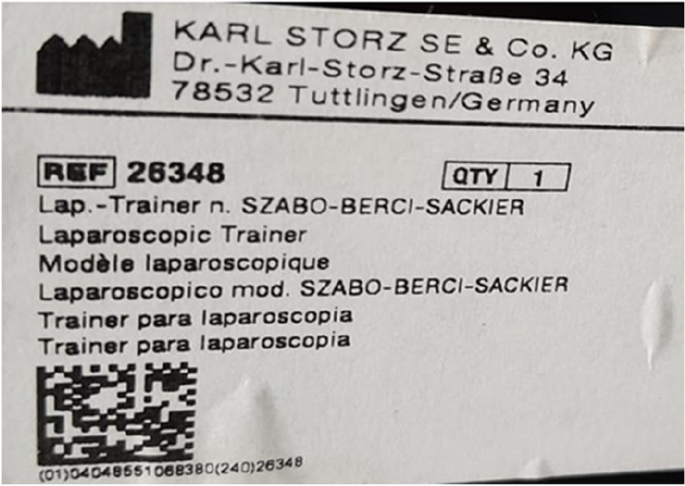 KARL STORZ SE & Co. KG
Dr.-Karl-Storz-Straße 34
78532 Tuttlingen/Germany
REF 26348 QTY 1
Lap.-Trainer n. SZABO-BERCI-SACKIER
Laparoscopic Trainer
Modèle laparoscopique
Laparoscopico mod. SZABO-BERCI-SACKIER
Trainer para laparoscopia
Trainer para laparoscopia
(01)04048551068380(240)26348